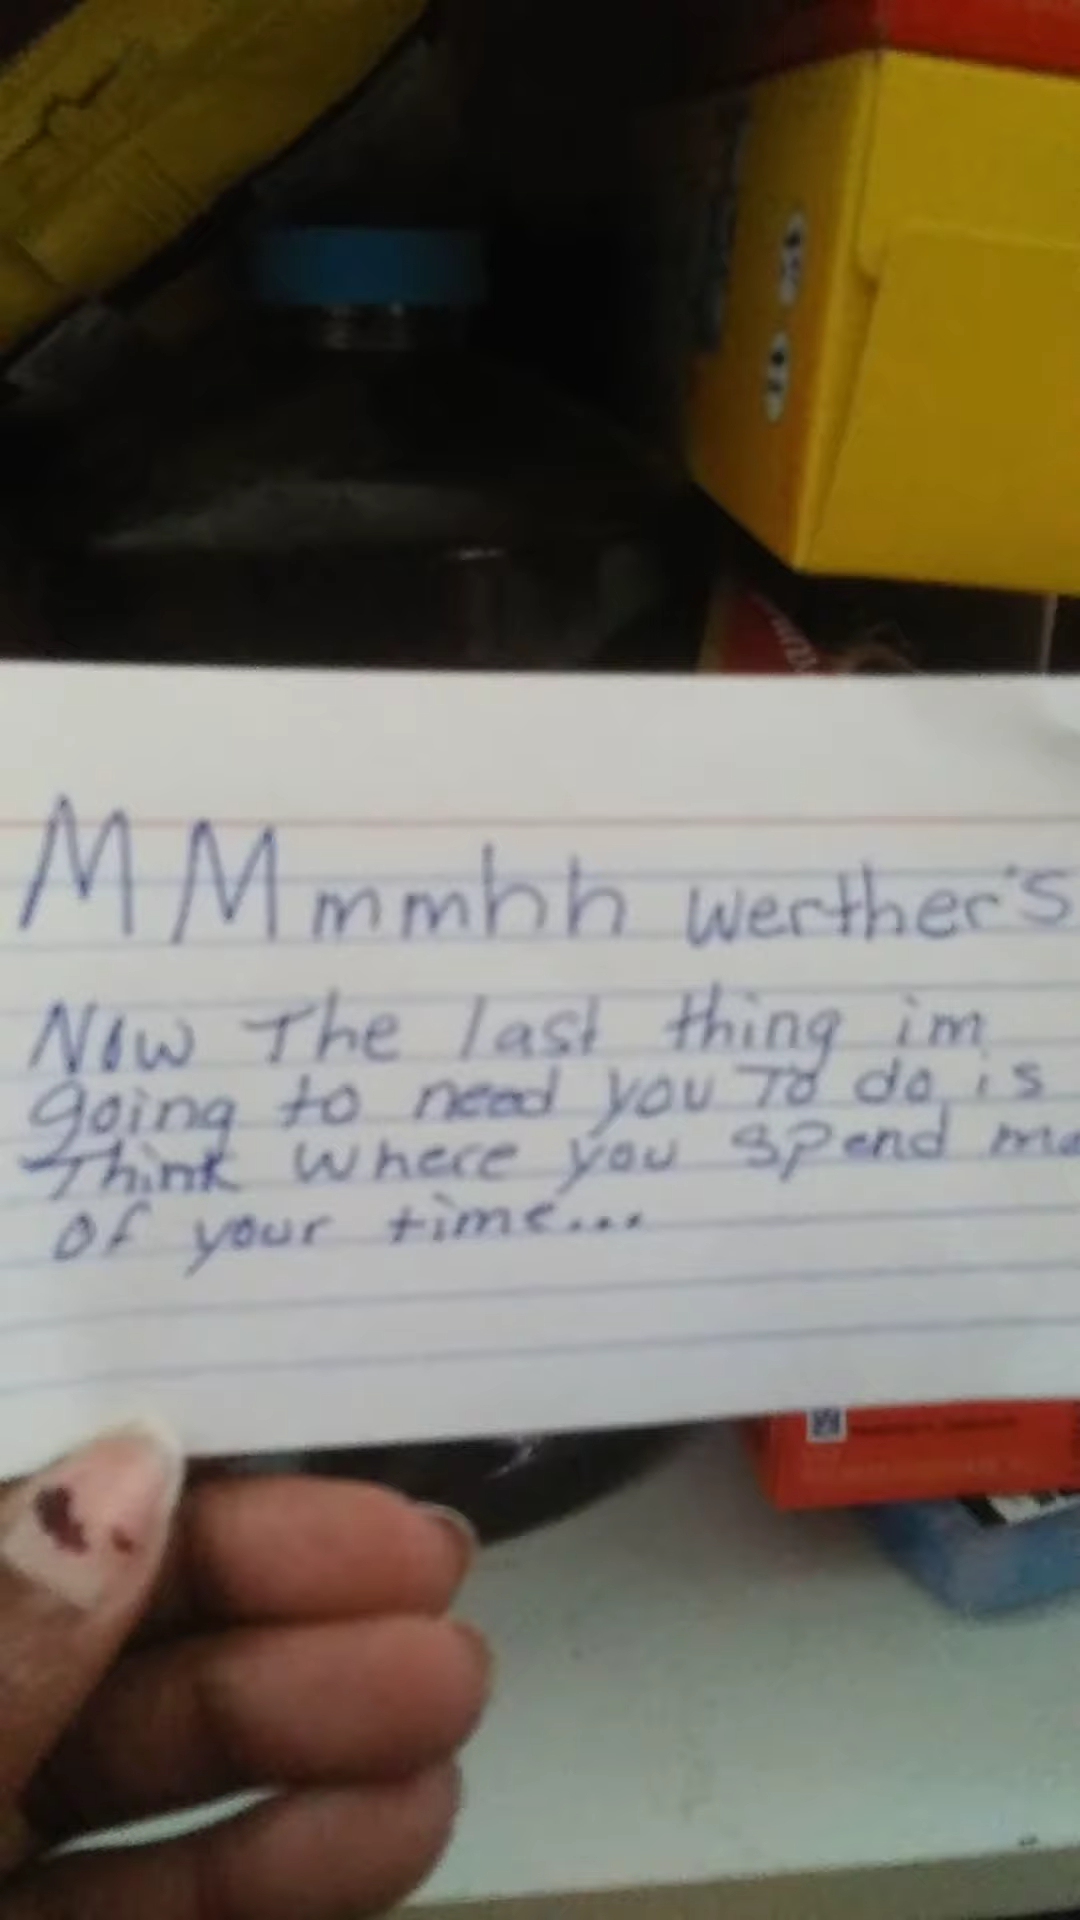 MMmmhh werther's
Now The last thing im
going to need you To do is
Think where you spend mo
of your time...